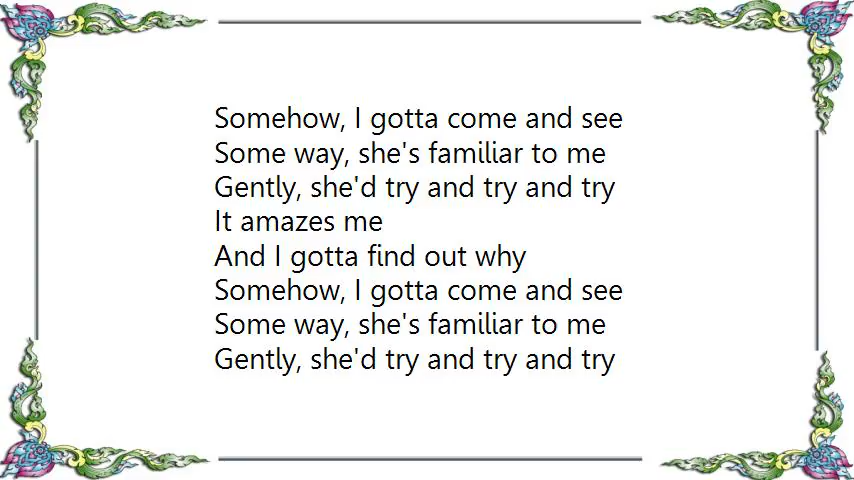 Somehow, I gotta come and see
Some way, she's familiar to me
Gently, she'd try and try and try
It amazes me
And I gotta find out why
Somehow, I gotta come and see
Some way, she's familiar to me
Gently, she'd try and try and try